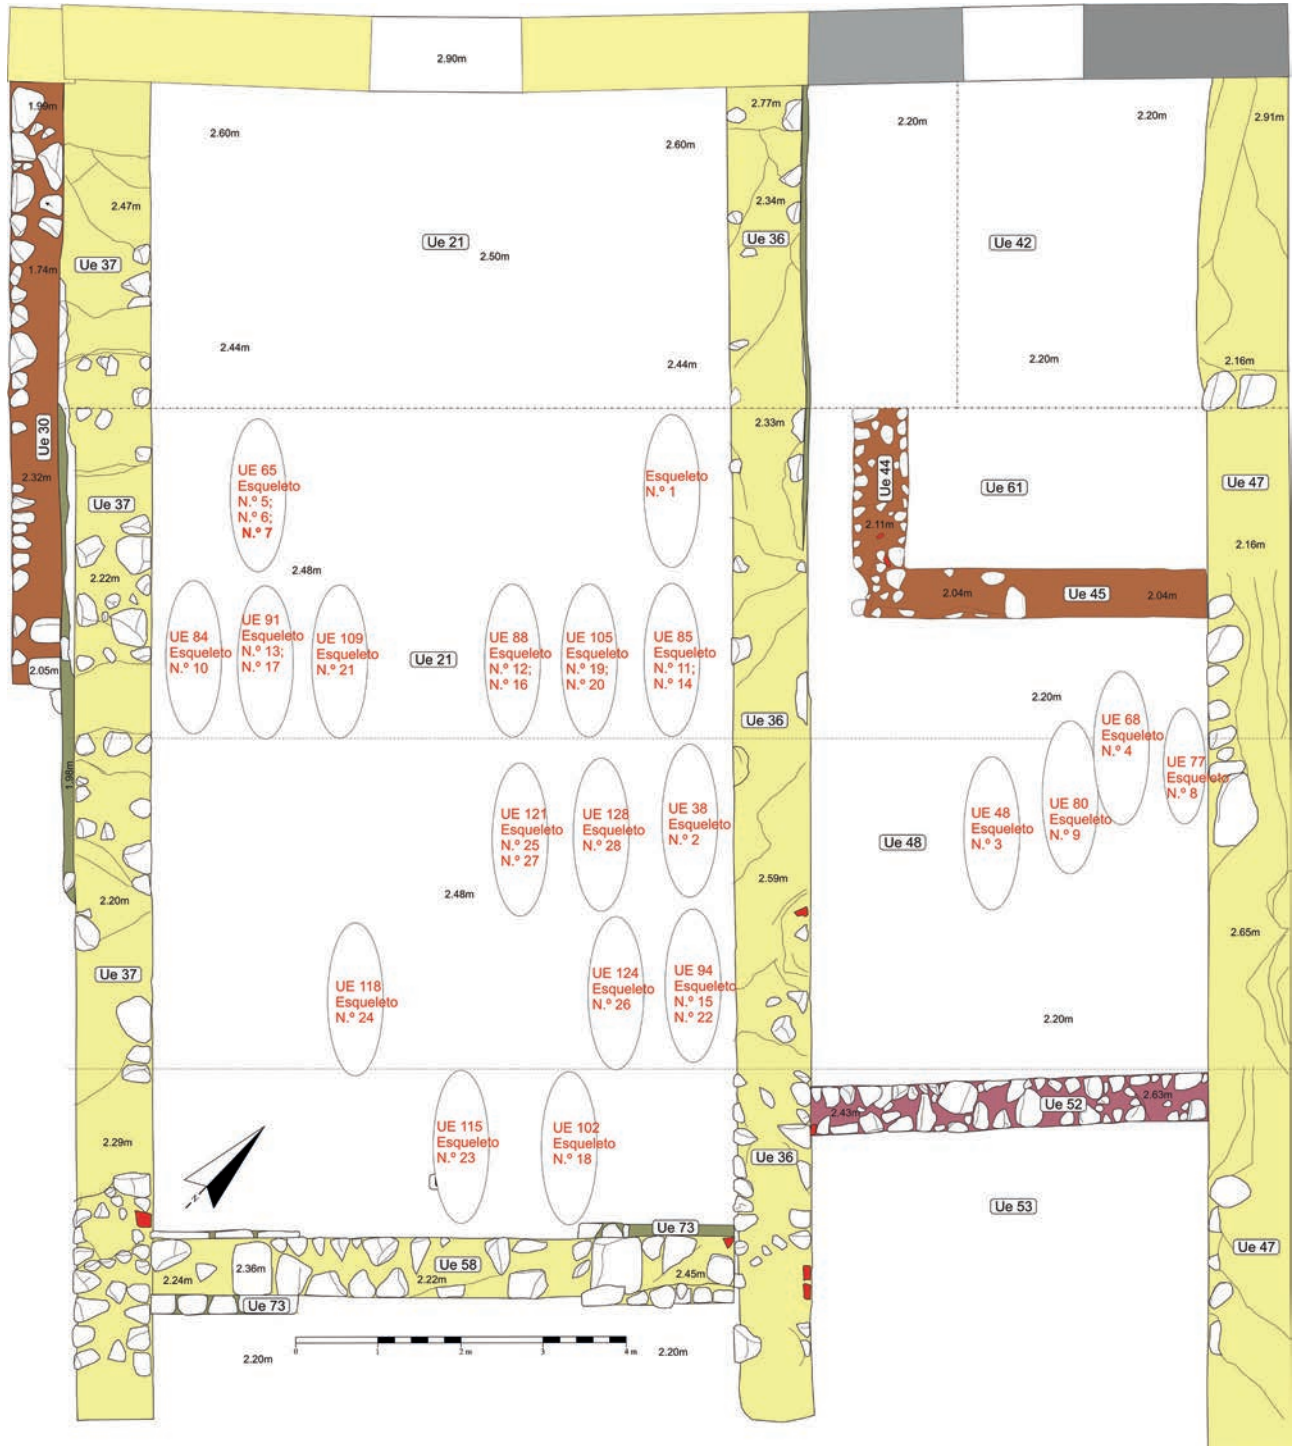 2.90m
1.99m
2.60m
2.60m
2.77m
2.20m
2.20m
2.91m
2.47m
2.34m
Ue 37
Ue 21
2.50m
Ue 36
Ue 42
1.74m
2.44m
2.44m
2.20m
2.16m
Ue 30
2.32m
Ue 37
2.33m
UE 65
Esqueleto
N.º 5;
N.º 6;
N.º 7
Esqueleto
N.º 1
Ue 44
2.11m
Ue 61
Ue 47
2.16m
2.48m
2.22m
2.04m
Ue 45
2.04m
2.05m
UE 84
Esqueleto
N.º 10
UE 91
Esqueleto
N.º 13;
N.º 17
UE 109
Esqueleto
N.º 21
Ue 21
UE 88
Esqueleto
N.º 12;
N.º 16
UE 105
Esqueleto
N.º 19;
N.º 20
UE 85
Esqueleto
N.º 11;
N.º 14
Ue 36
2.20m
UE 68
Esqueleto
N.º 4
UE 77
Esqueleto
N.º 8
1.98m
UE 121
Esqueleto
N.º 25
N.º 27
UE 128
Esqueleto
N.º 28
UE 38
Esqueleto
N.º 2
Ue 48
UE 48
Esqueleto
N.º 3
UE 80
Esqueleto
N.º 9
2.20m
2.48m
2.59m
2.65m
Ue 37
UE 118
Esqueleto
N.º 24
UE 124
Esqueleto
N.º 26
UE 94
Esqueleto
N.º 15
N.º 22
2.20m
2.43m
Ue 52
2.63m
2.29m
UE 115
Esqueleto
N.º 23
UE 102
Esqueleto
N.º 18
Ue 36
N
Ue 53
Ue 73
Ue 47
2.24m
2.36m
2.22m
Ue 58
2.45m
Ue 73
2.20m
0
1
2 m
3
4 m
2.20m